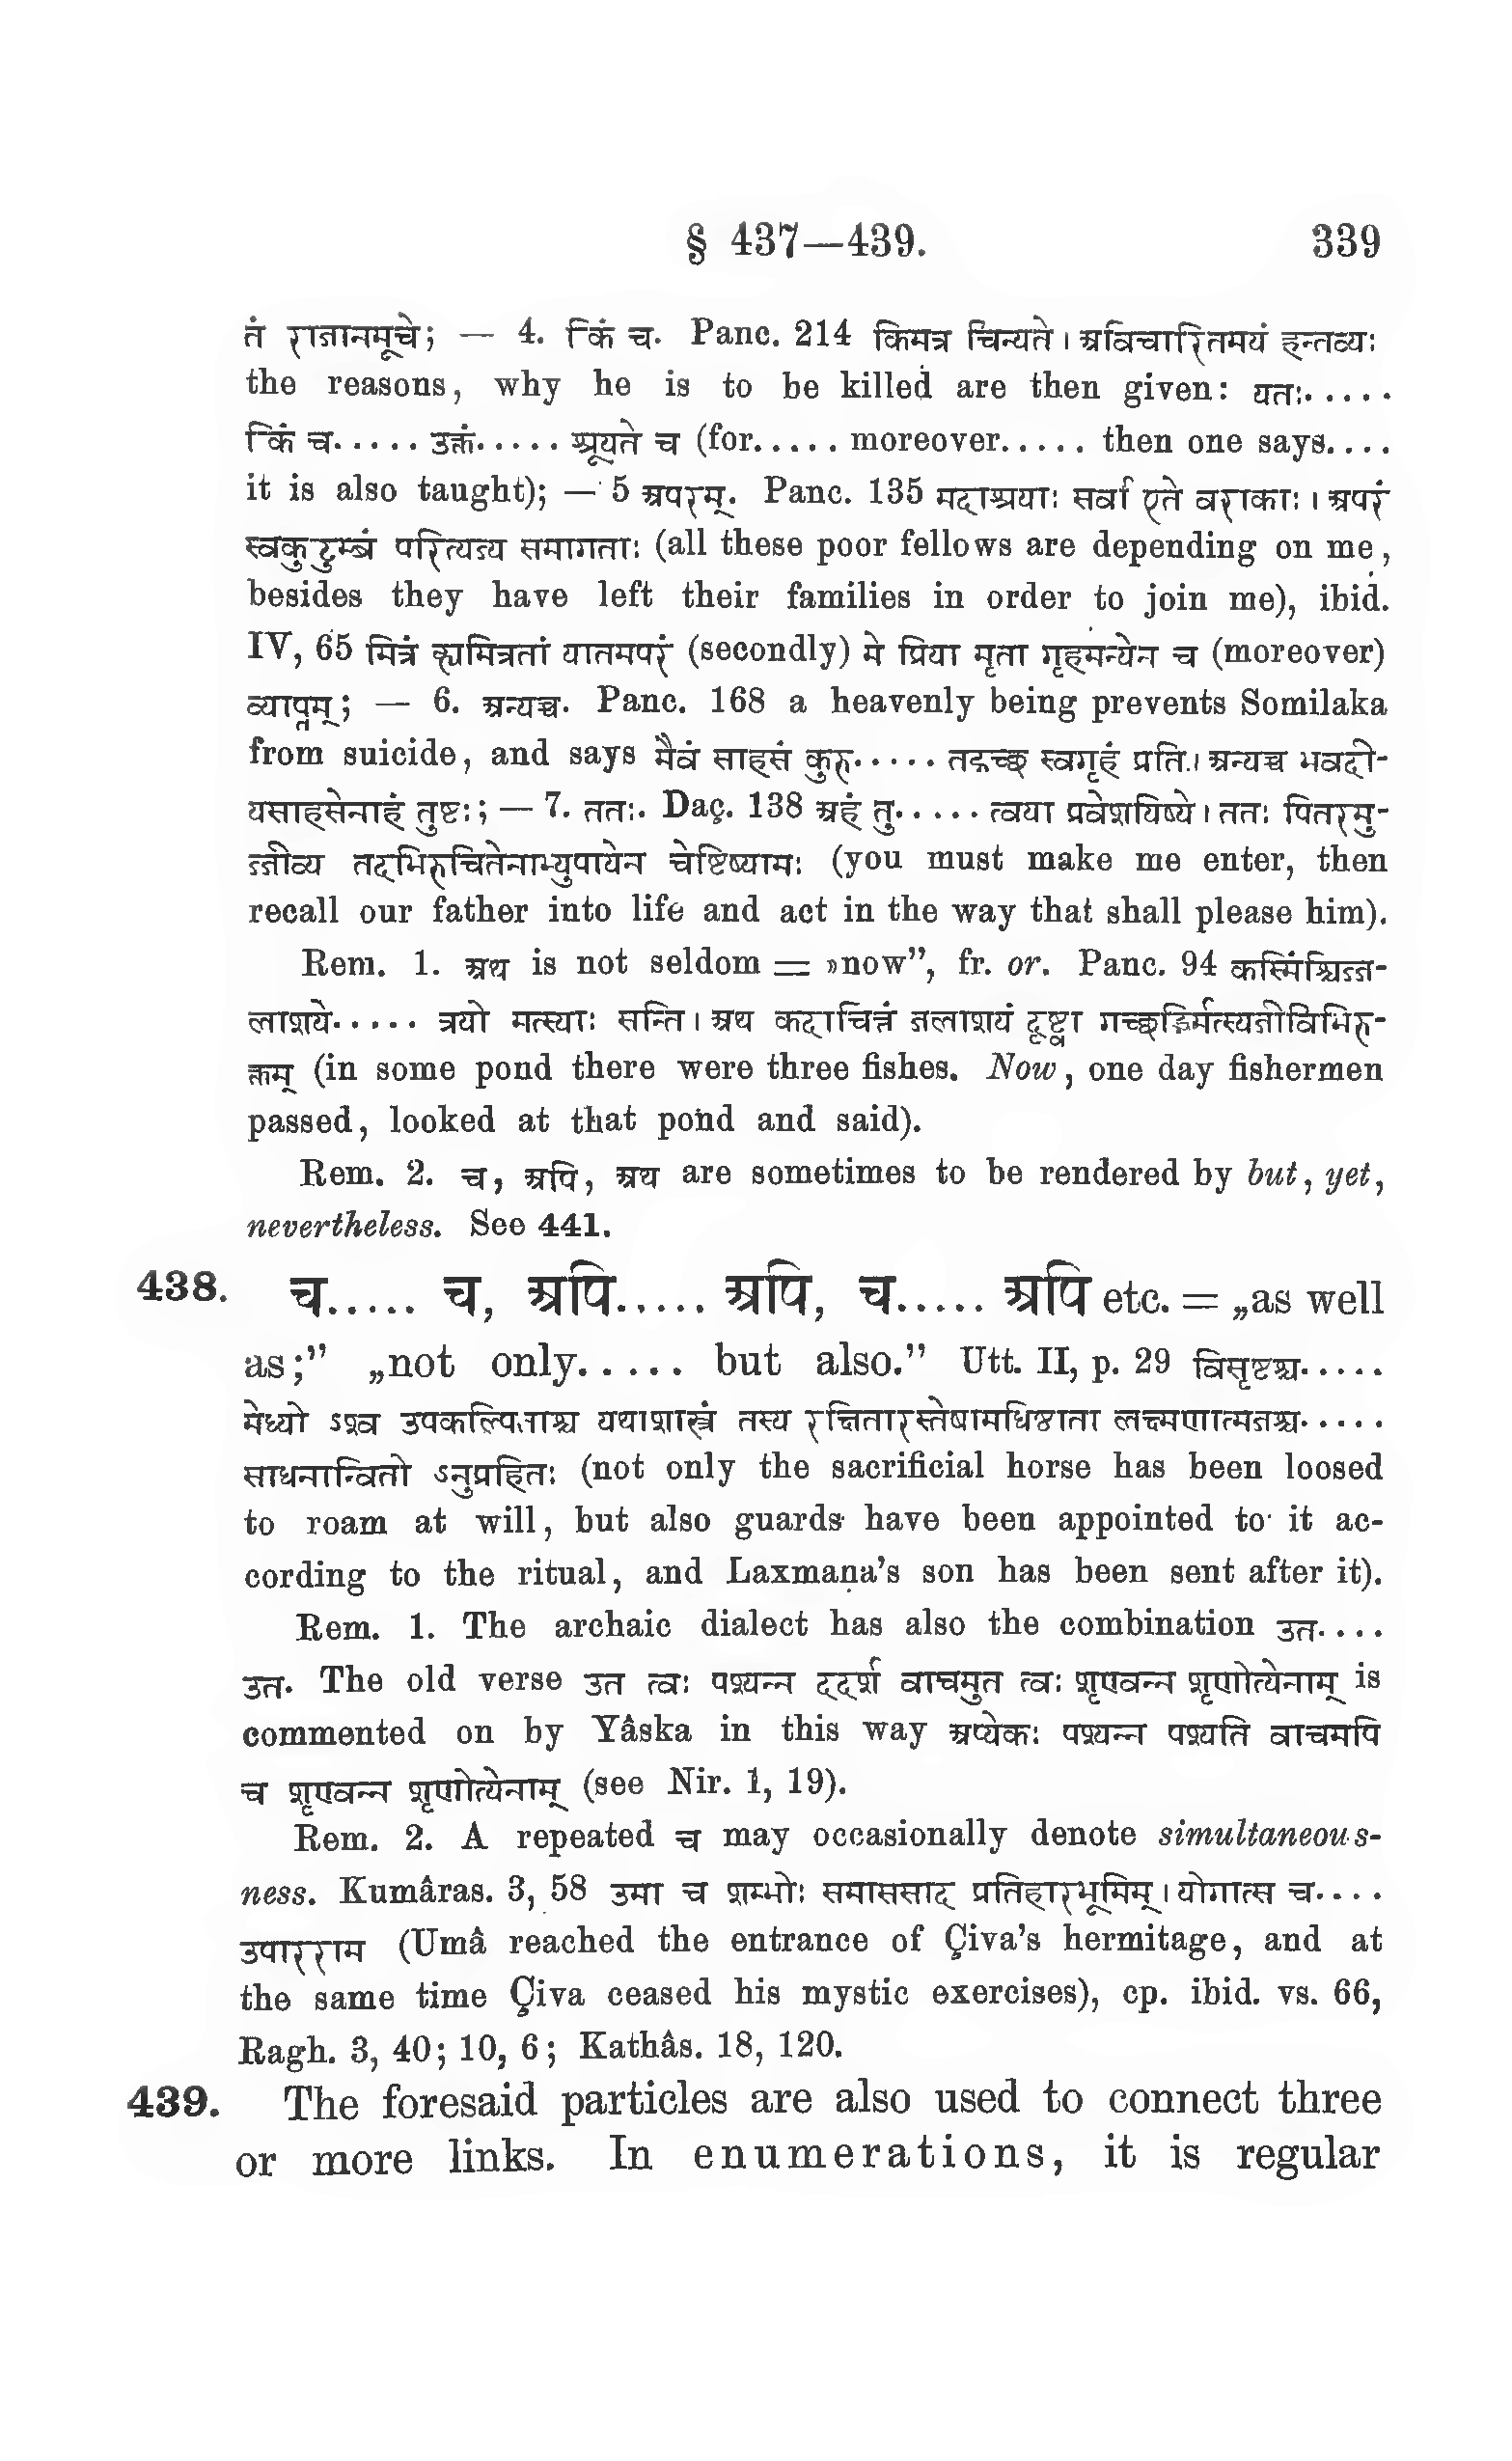 § 437—439. 339
तं राजानमूचे; — 4. किं च. Panc. 214 किमत्र चिन्त्यते । अविचारितमयं हन्तव्यः
the reasons, why he is to be killed are then given: यतः.....
किं च..... उक्तं..... श्रूयते च (for..... moreover..... then one says....
it is also taught); — 5 अपरम्. Panc. 135 मदाश्रयाः सर्व एते वराकाः । अपरं
स्वकुटुम्बं परित्यज्य समागताः (all these poor fellows are depending on me,
besides they have left their families in order to join me), ibid.
IV, 65 मित्रं ह्यमित्रतां यातमपरं (secondly) मे प्रिया मृता गृहमन्येन च (moreover)
व्याप्तम्; — 6. अन्यच्च. Panc. 168 a heavenly being prevents Somilaka
from suicide, and says मैवं साहसं कुरु..... तद्गच्छ स्वगृहं प्रति । अन्यच्च भवदी-
यसाहसेनाहं तुष्टः; — 7. ततः. Daç. 138 अहं तु..... त्वया प्रवेशयिष्ये । ततः पितरमु-
ज्जीव्य तदभिरुचितेनाभ्युपायेन चेष्टिष्यामः (you must make me enter, then
recall our father into life and act in the way that shall please him).
Rem. 1. अथ is not seldom = »now”, fr. or. Panc. 94 कस्मिंश्चिज्ज-
लाशये..... त्रयो मत्स्याः सन्ति । अथ कदाचित्तं जलाशयं दृष्ट्वा गच्छद्भिर्मत्स्यजीविभिरु-
क्तम् (in some pond there were three fishes. Now, one day fishermen
passed, looked at that pond and said).
Rem. 2. च, अपि, अथ are sometimes to be rendered by but, yet,
nevertheless. See 441.
438. च..... च, अपि..... अपि, च..... अपि etc. = „as well
as;” „not only..... but also.” Utt. II, p. 29 विसृष्टश्च.....
मेध्यो ऽश्व उपकल्पिताश्च यथाशास्त्रं तस्य रक्षितारस्तेषामधिष्ठाता लक्ष्मणात्मजश्च.....
साधनान्वितो ऽनुप्रहितः (not only the sacrificial horse has been loosed
to roam at will, but also guards have been appointed to it ac-
cording to the ritual, and Laxmaṇa’s son has been sent after it).
Rem. 1. The archaic dialect has also the combination उत....
उत. The old verse उत त्वः पश्यन्न ददर्श वाचमुत त्वः शृण्वन्न शृणोत्येनाम् is
commented on by Yâska in this way अप्येकः पश्यन्न पश्यति वाचमपि
च शृण्वन्न शृणोत्येनाम् (see Nir. 1, 19).
Rem. 2. A repeated च may occasionally denote simultaneous-
ness. Kumâras. 3, 58 उमा च शम्भोः समाससाद प्रतिहारभूमिम् । योगात्स च....
उपारराम (Umâ reached the entrance of Çiva’s hermitage, and at
the same time Çiva ceased his mystic exercises), cp. ibid. vs. 66,
Ragh. 3, 40; 10, 6; Kathâs. 18, 120.
439. The foresaid particles are also used to connect three
or more links. In enumerations, it is regular